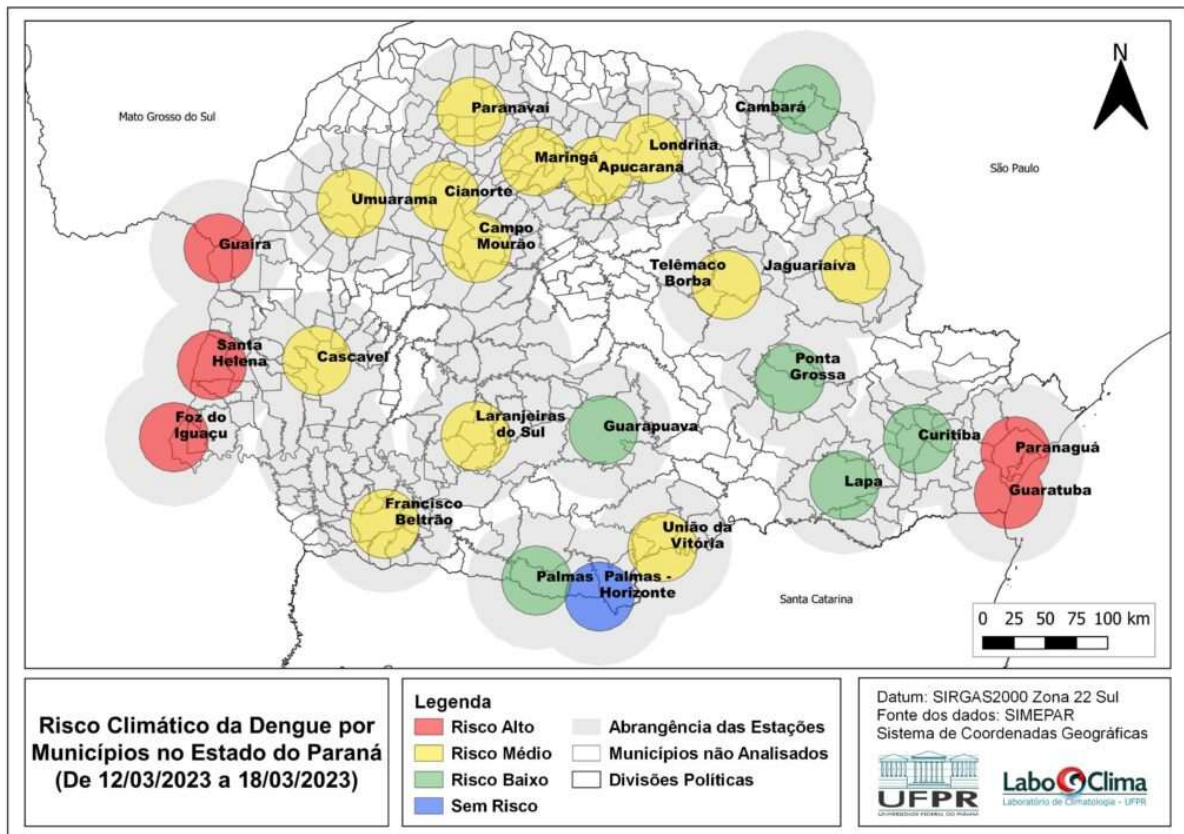 N
Mato Grosso do Sul
São Paulo
Santa Catarina
Paranavaí
Cambará
Londrina
Maringá
Apucarana
Cianorte
Umuarama
Campo
Mourão
Guaíra
Telêmaco
Borba
Jaguariaíva
Santa
Helena
Cascavel
Ponta
Grossa
Foz do
Iguaçu
Laranjeiras
do Sul
Guarapuava
Curitiba
Paranaguá
Lapa
Guaratuba
Francisco
Beltrão
União da
Vitória
Palmas
Palmas -
Horizonte
0 25 50 75 100 km
Risco Climático da Dengue por
Municípios no Estado do Paraná
(De 12/03/2023 a 18/03/2023)
Legenda
Risco Alto
Risco Médio
Risco Baixo
Sem Risco
Abrangência das Estações
Municípios não Analisados
Divisões Políticas
Datum: SIRGAS2000 Zona 22 Sul
Fonte dos dados: SIMEPAR
Sistema de Coordenadas Geográficas
UFPR
UNIVERSIDADE FEDERAL DO PARANÁ
LaboClima
Laboratório de Climatologia - UFPR